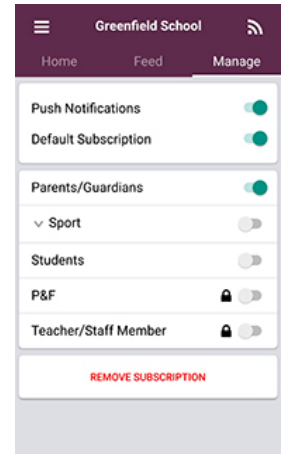 Greenfield School
Home Feed Manage
Push Notifications
Default Subscription
Parents/Guardians
Sport
Students
P&F
Teacher/Staff Member
REMOVE SUBSCRIPTION